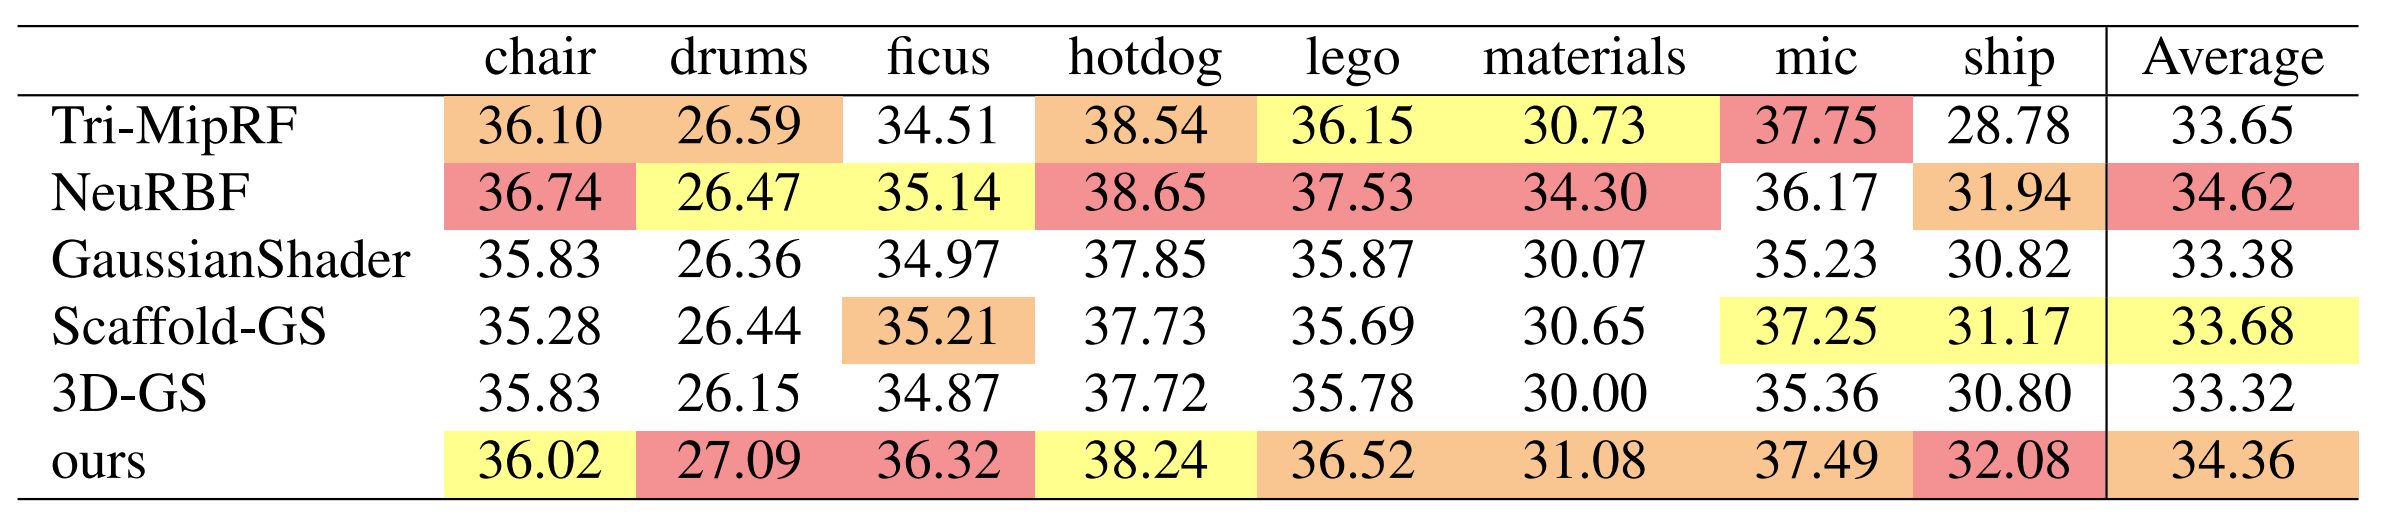 chair drums ficus hotdog lego materials mic ship Average
Tri-MipRF 36.10 26.59 34.51 38.54 36.15 30.73 37.75 28.78 33.65
NeuRBF 36.74 26.47 35.14 38.65 37.53 34.30 36.17 31.94 34.62
GaussianShader 35.83 26.36 34.97 37.85 35.87 30.07 35.23 30.82 33.38
Scaffold-GS 35.28 26.44 35.21 37.73 35.69 30.65 37.25 31.17 33.68
3D-GS 35.83 26.15 34.87 37.72 35.78 30.00 35.36 30.80 33.32
ours 36.02 27.09 36.32 38.24 36.52 31.08 37.49 32.08 34.36